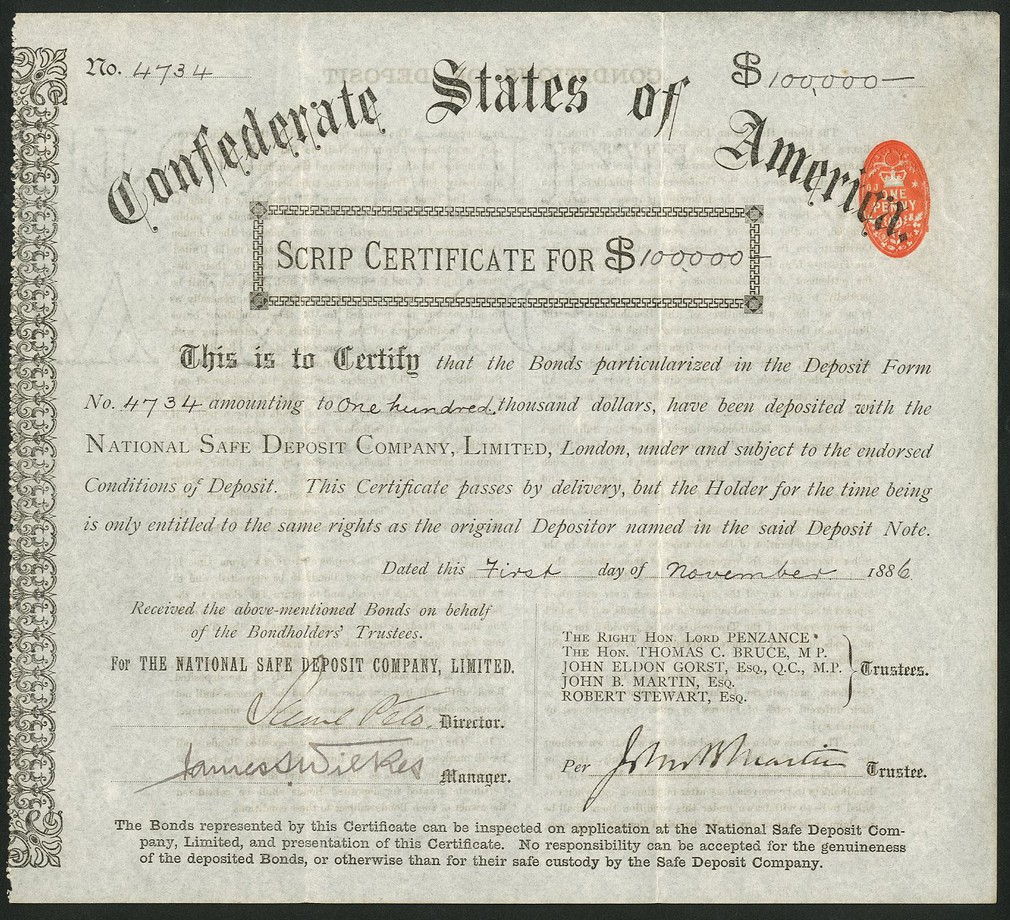 No. 4734
$100,000
Confederate States of America.
ONE
PENNY
SCRIP CERTIFICATE FOR $100,000
This is to Certify that the Bonds particularized in the Deposit Form
No. 4734 amounting to One hundred thousand dollars, have been deposited with the
NATIONAL SAFE DEPOSIT COMPANY, LIMITED, London, under and subject to the endorsed
Conditions of Deposit. This Certificate passes by delivery, but the Holder for the time being
is only entitled to the same rights as the original Depositor named in the said Deposit Note.
Dated this First day of November 1886
Received the above-mentioned Bonds on behalf
of the Bondholders' Trustees.
For THE NATIONAL SAFE DEPOSIT COMPANY, LIMITED.
Director.
James S Wilkes Manager.
THE RIGHT HON. LORD PENZANCE
THE HON. THOMAS C. BRUCE, M P.
JOHN ELDON GORST, ESQ., Q.C., M.P.
JOHN B. MARTIN, ESQ.
ROBERT STEWART, ESQ.
Trustees.
Per John B Martin Trustee.
The Bonds represented by this Certificate can be inspected on application at the National Safe Deposit Com-
pany, Limited, and presentation of this Certificate. No responsibility can be accepted for the genuineness
of the deposited Bonds, or otherwise than for their safe custody by the Safe Deposit Company.